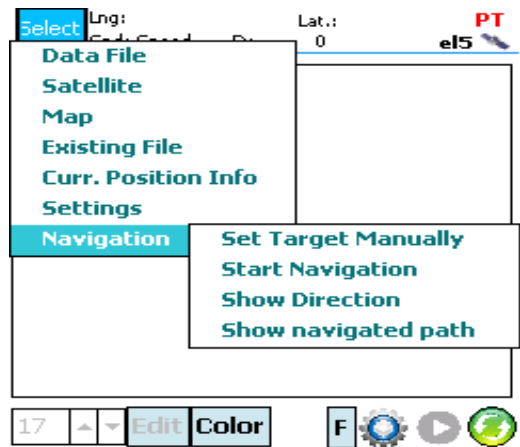 Select Lng: Lat.: PT
0 el5
Data File
Satellite
Map
Existing File
Curr. Position Info
Settings
Navigation
Set Target Manually
Start Navigation
Show Direction
Show navigated path
17 Edit Color F